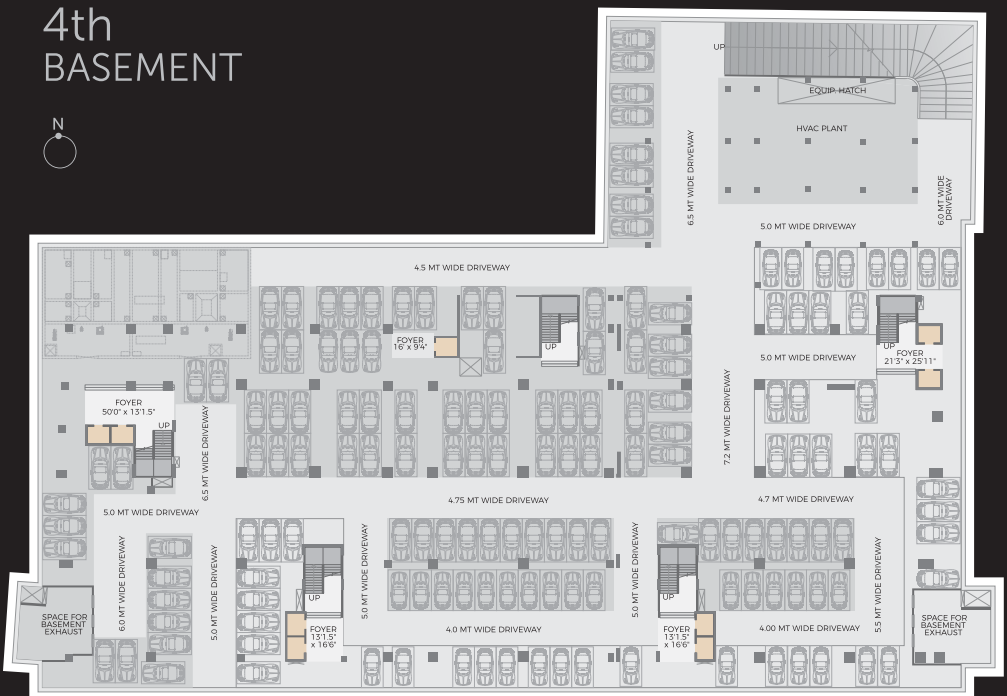 4th
BASEMENT
N
UP
EQUIP. HATCH
HVAC PLANT
6.5 MT WIDE DRIVEWAY
6.0 MT WIDE
DRIVEWAY
5.0 MT WIDE DRIVEWAY
4.5 MT WIDE DRIVEWAY
FOYER
16' x 9'4"
UP
UP
FOYER
21'3" x 25'11"
5.0 MT WIDE DRIVEWAY
7.2 MT WIDE DRIVEWAY
FOYER
50'0" x 13'1.5"
UP
6.5 MT WIDE DRIVEWAY
5.0 MT WIDE DRIVEWAY
4.75 MT WIDE DRIVEWAY
4.7 MT WIDE DRIVEWAY
6.0 MT WIDE DRIVEWAY
5.0 MT WIDE DRIVEWAY
5.0 MT WIDE DRIVEWAY
5.0 MT WIDE DRIVEWAY
5.5 MT WIDE DRIVEWAY
UP
UP
SPACE FOR
BASEMENT
EXHAUST
FOYER
13'1.5"
x 16'6"
4.0 MT WIDE DRIVEWAY
FOYER
13'1.5"
x 16'6"
4.00 MT WIDE DRIVEWAY
SPACE FOR
BASEMENT
EXHAUST